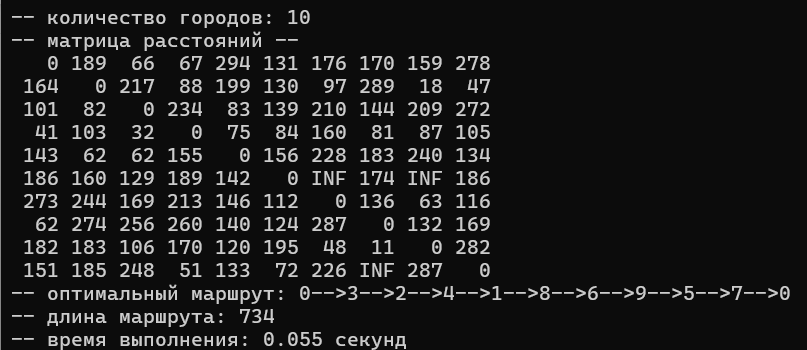 -- количество городов: 10
-- матрица расстояний --
0 189 66 67 294 131 176 170 159 278
164 0 217 88 199 130 97 289 18 47
101 82 0 234 83 139 210 144 209 272
41 103 32 0 75 84 160 81 87 105
143 62 62 155 0 156 228 183 240 134
186 160 129 189 142 0 INF 174 INF 186
273 244 169 213 146 112 0 136 63 116
62 274 256 260 140 124 287 0 132 169
182 183 106 170 120 195 48 11 0 282
151 185 248 51 133 72 226 INF 287 0
-- оптимальный маршрут: 0-->3-->2-->4-->1-->8-->6-->9-->5-->7-->0
-- длина маршрута: 734
-- время выполнения: 0.055 секунд